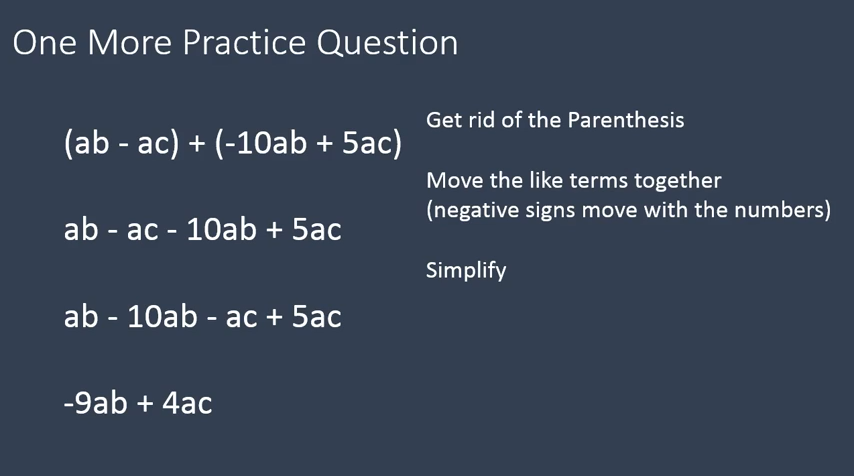 One More Practice Question
(ab - ac) + (-10ab + 5ac)
ab - ac - 10ab + 5ac
ab - 10ab - ac + 5ac
-9ab + 4ac
Get rid of the Parenthesis
Move the like terms together
(negative signs move with the numbers)
Simplify